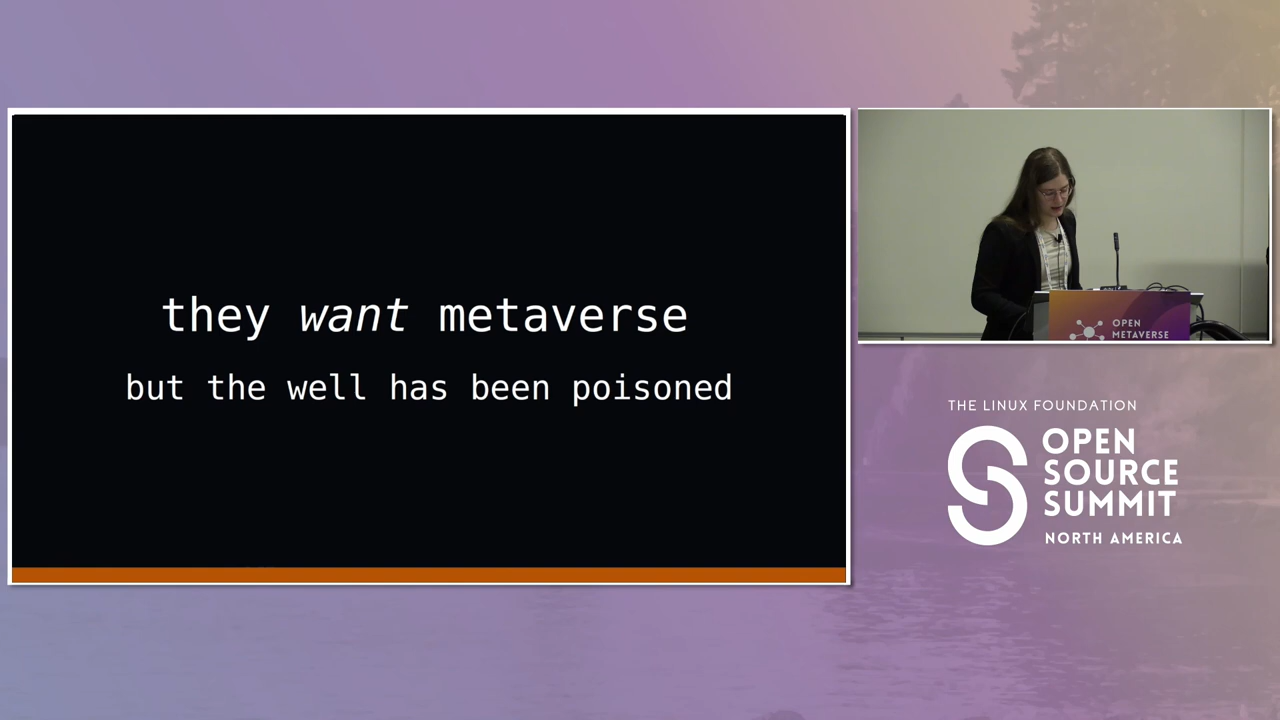 they want metaverse
but the well has been poisoned
OPEN
METAVERSE
THE LINUX FOUNDATION
OPEN
SOURCE
SUMMIT
NORTH AMERICA